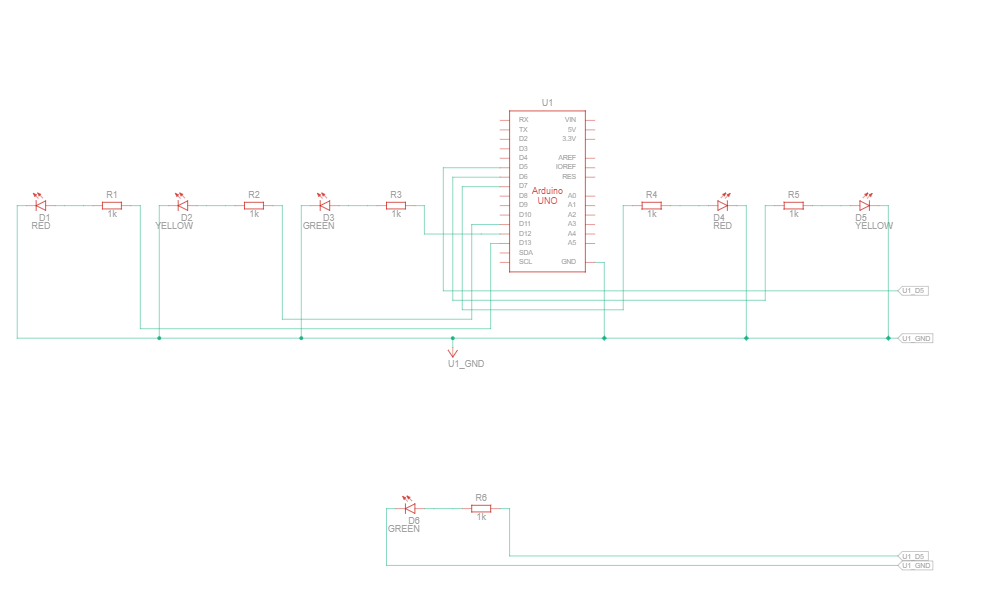 U1
RX
TX
D2
D3
D4
D5
D6
D7
D8
D9
D10
D11
D12
D13
SDA
SCL
VIN
5V
3.3V
AREF
IOREF
RES
A0
A1
A2
A3
A4
A5
GND
Arduino
UNO
R1
1k
D1
RED
R2
1k
D2
YELLOW
R3
1k
D3
GREEN
R4
1k
D4
RED
R5
1k
D5
YELLOW
U1_D5
U1_GND
U1_GND
R6
1k
D6
GREEN
U1_D5
U1_GND